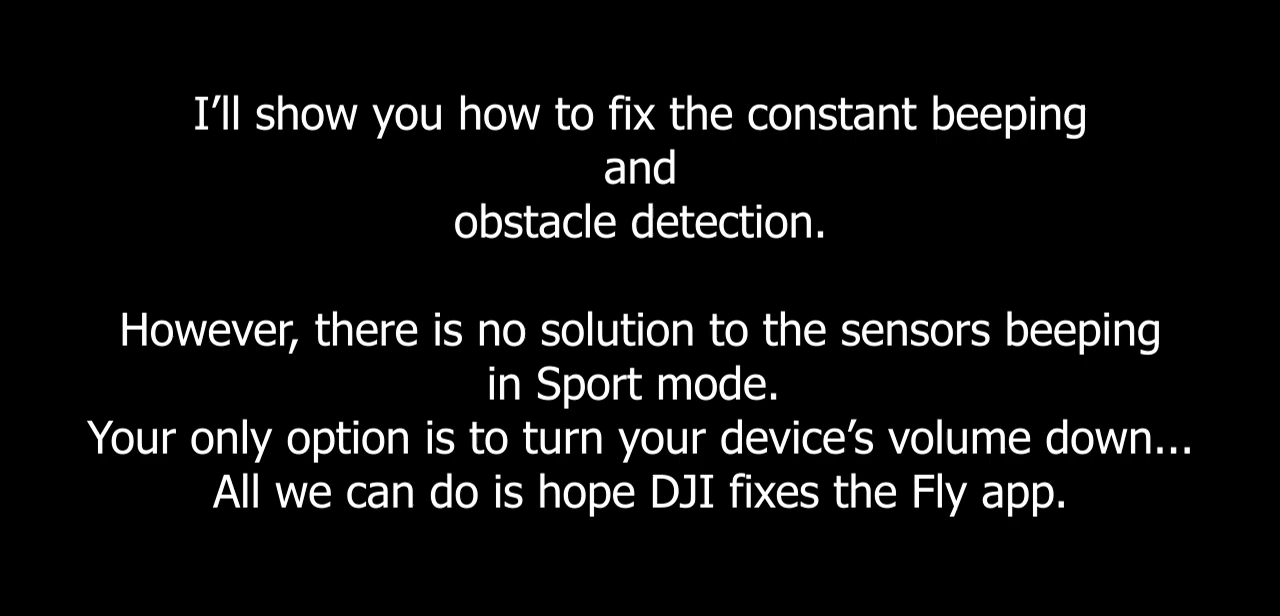 I’ll show you how to fix the constant beeping
and
obstacle detection.
However, there is no solution to the sensors beeping
in Sport mode.
Your only option is to turn your device’s volume down...
All we can do is hope DJI fixes the Fly app.